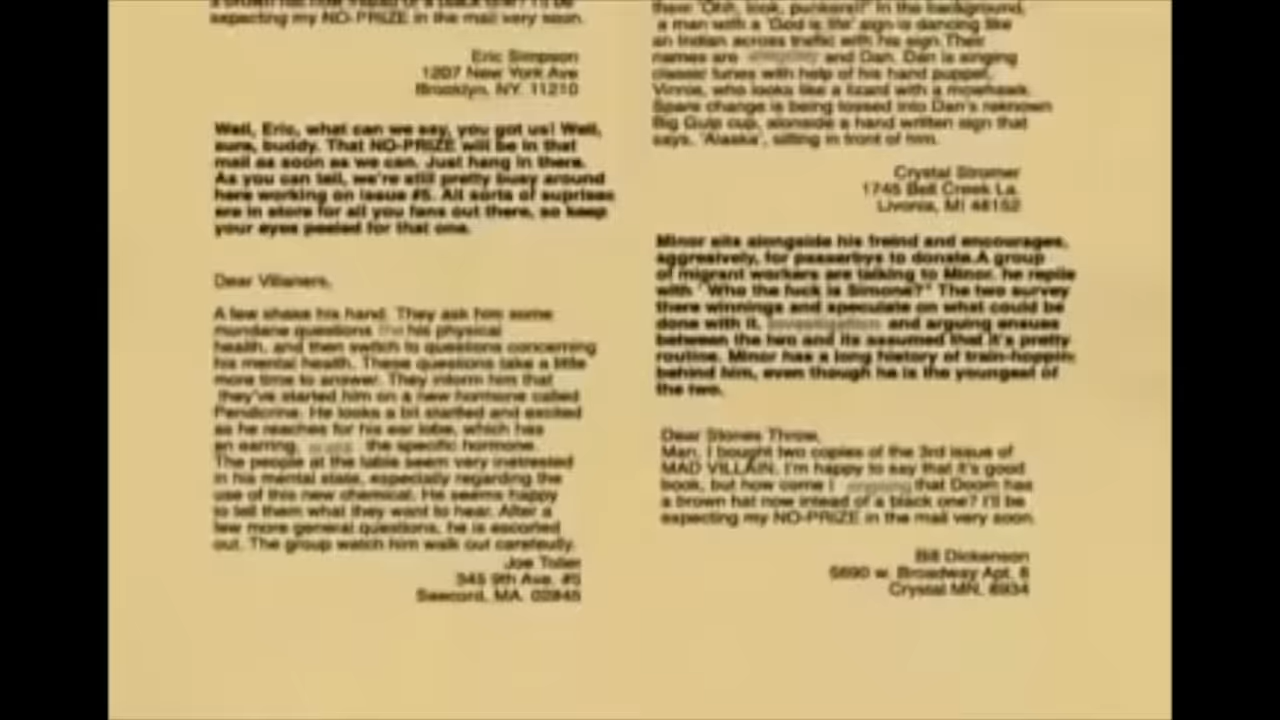 a brown hat now instead of a black one? I'll be
expecting my NO-PRIZE in the mail very soon.
Eric Simpson
1207 New York Ave
Brooklyn, NY. 11210
Well, Eric, what can we say, you got us! Well,
sure, buddy. That NO-PRIZE will be in that
mail as soon as we can. Just hang in there.
As you can tell, we're still pretty busy around
here working on issue #5. All sorts of suprises
are in store for all you fans out there, so keep
your eyes peeled for that one.
Dear Villaners,
A few shake his hand. They ask him some
mundane questions his physical
health, and then switch to questions concerning
his mental health. These questions take a little
more time to answer. They inform him that
they've started him on a new hormone called
Pendicrine. He looks a bit startled and excited
as he reaches for his ear lobe, which has
an earring, the specific hormone.
The people at the table seem very
in his mental state, especially regarding the
use of this new chemical. He seems happy
to tell them what they want to hear. After a
few more general questions, he is escorted
out. The group watch him walk out carefully.
Joe
345 9th Ave. #5
MA.
them 'Ohh, look, punkers!!' In the background,
a man with a 'God is life' sign is dancing like
an Indian across traffic with his sign.Their
names are and Dan. Dan is singing
classic tunes with help of his hand puppet,
who looks like a lizard with a mowhawk.
Spare change is being tossed into Dan's reknown
Big Gulp cup, alonside a hand written sign that
says, 'Alaska', sitting in front of him.
Crystal Stromer
1745 Bell Creek La.
Livonia, MI 48152
Minor sits alongside his freind and encourages,
aggresively, for passerbys to donate.A group
of migrant workers are talking to Minor. he replie
with "Who the fuck is Simone?" The two survey
there winnings and speculate on what could be
done with it. and arguing ensues
between the two and its assumed that it's pretty
routine. Minor has a long history of train-hoppin
behind him, even though he is the youngest of
the two.
Dear Stones Throw,
Man, I bought two copies of the 3rd issue of
MAD VILLAIN. I'm happy to say that it's good
book, but how come I that Doom has
a brown hat now intead of a black one? I'll be
expecting my NO-PRIZE in the mail very soon.
Bill Dickenson
5690 w. Broadway Apt. 8
Crystal MN, 6934